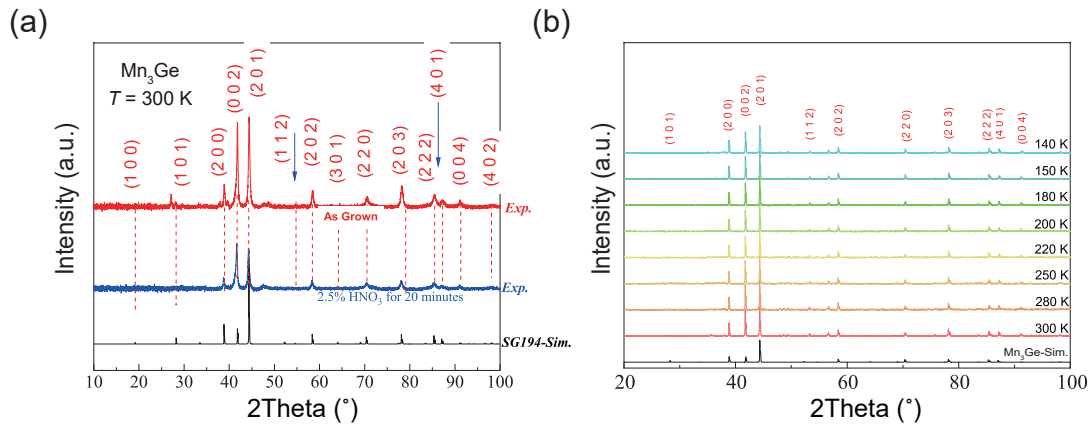 (a)
Mn₃Ge
T = 300 K
(1 0 0)
(1 0 1)
(2 0 0)
(0 0 2)
(2 0 1)
(1 1 2)
(2 0 2)
(3 0 1)
(2 2 0)
(2 0 3)
(2 2 2)
(4 0 1)
(0 0 4)
(4 0 2)
As Grown
Exp.
Exp.
2.5% HNO₃ for 20 minutes
SG194-Sim.
Intensity (a.u.)
10 20 30 40 50 60 70 80 90 100
2Theta (°)
(b)
(1 0 1)
(2 0 0)
(0 0 2)
(2 0 1)
(1 1 2)
(2 0 2)
(2 2 0)
(2 0 3)
(2 2 2)
(4 0 1)
(0 0 4)
140 K
150 K
180 K
200 K
220 K
250 K
280 K
300 K
Mn₃Ge-Sim.
Intensity (a.u.)
20 40 60 80 100
2Theta (°)